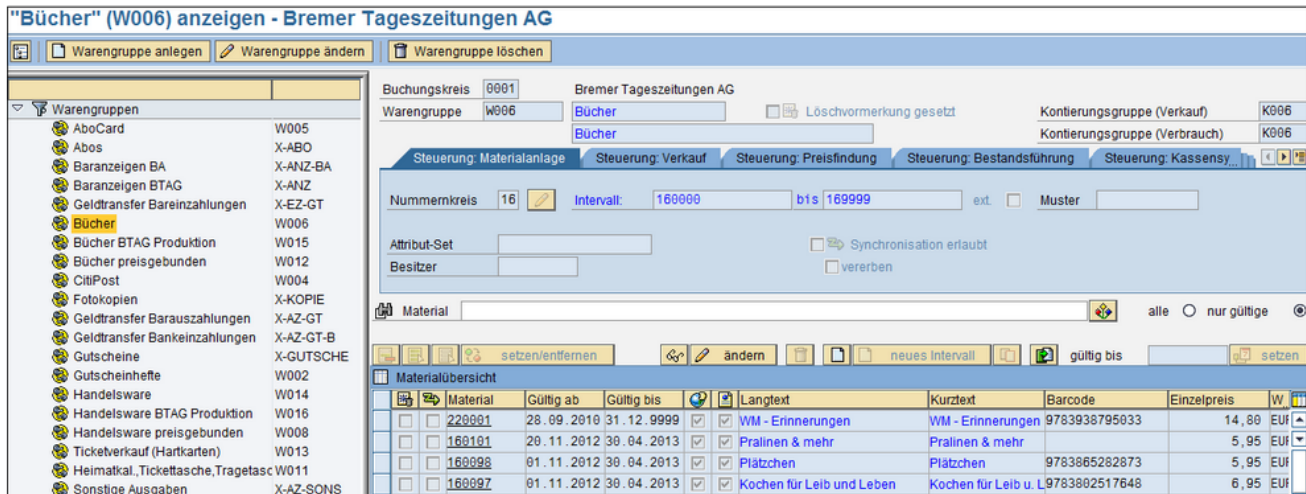 "Bücher" (W006) anzeigen - Bremer Tageszeitungen AG
Warengruppe anlegen Warengruppe ändern Warengruppe löschen
Warengruppen
AboCard W005
Abos X-ABO
Baranzeigen BA X-ANZ-BA
Baranzeigen BTAG X-ANZ
Geldtransfer Bareinzahlungen X-EZ-GT
Bücher W006
Bücher BTAG Produktion W015
Bücher preisgebunden W012
CitiPost W004
Fotokopien X-KOPIE
Geldtransfer Barauszahlungen X-AZ-GT
Geldtransfer Bankeinzahlungen X-AZ-GT-B
Gutscheine X-GUTSCHE
Gutscheinhefte W002
Handelsware W014
Handelsware BTAG Produktion W016
Handelsware preisgebunden W008
Ticketverkauf (Hartkarten) W013
Heimatkal.,Tickettasche,Tragetasc W011
Sonstige Ausgaben X-AZ-SONS
Buchungskreis 0001 Bremer Tageszeitungen AG
Warengruppe W006 Bücher Löschvormerkung gesetzt Kontierungsgruppe (Verkauf) K006
Bücher Kontierungsgruppe (Verbrauch) K006
Steuerung: Materialanlage Steuerung: Verkauf Steuerung: Preisfindung Steuerung: Bestandsführung Steuerung: Kassensy
Nummernkreis 16 Intervall: 160000 bis 169999 ext. Muster
Attribut-Set Synchronisation erlaubt
Besitzer vererben
Material alle nur gültige
setzen/entfernen ändern neues Intervall gültig bis setzen
Materialübersicht
Material Gültig ab Gültig bis Langtext Kurztext Barcode Einzelpreis W
220001 28.09.2010 31.12.9999 WM - Erinnerungen WM - Erinnerungen 9783938795033 14,80 EUF
160101 20.11.2012 30.04.2013 Pralinen & mehr Pralinen & mehr 5,95 EUF
160098 01.11.2012 30.04.2013 Plätzchen Plätzchen 9783865282873 5,95 EUF
160097 01.11.2012 30.04.2013 Kochen für Leib und Leben Kochen für Leib u. L 9783802517648 6,95 EUF